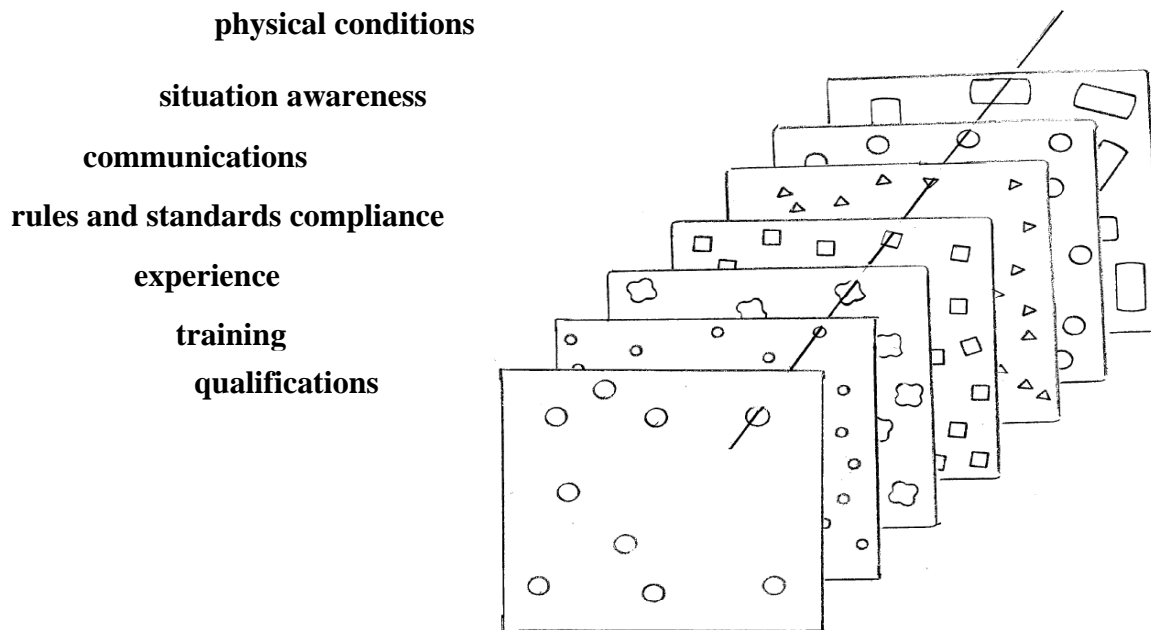 physical conditions
situation awareness
communications
rules and standards compliance
experience
training
qualifications